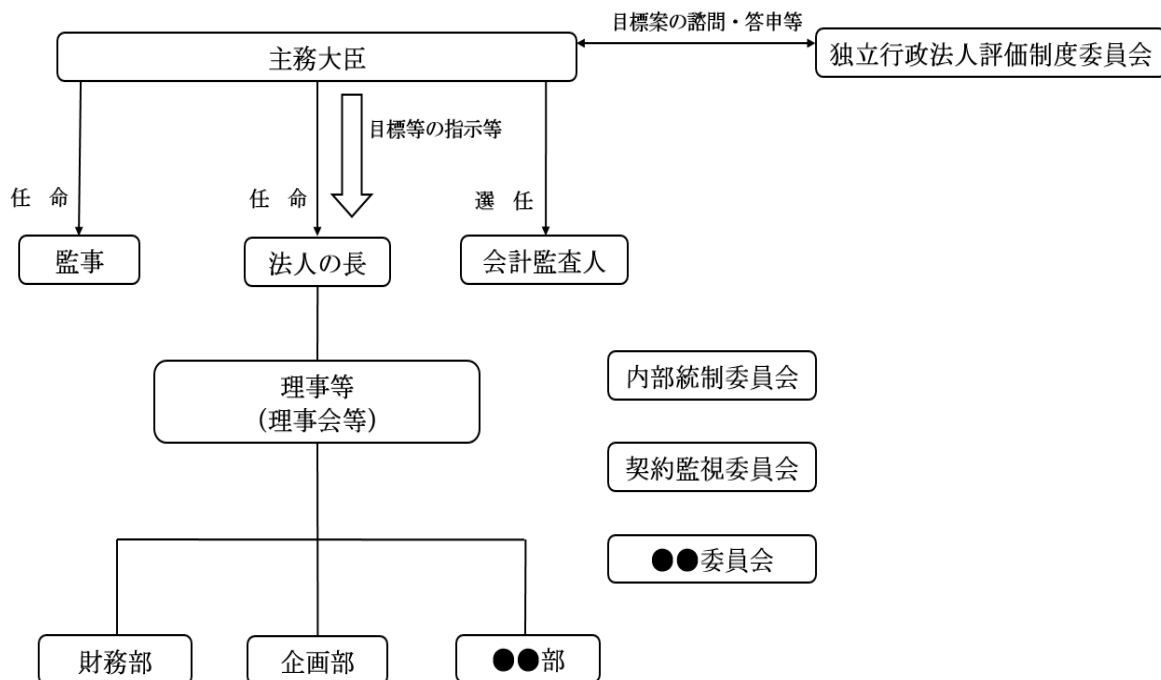 目標案の諮問・答申等
主務大臣
独立行政法人評価制度委員会
目標等の指示等
任　命
任　命
選　任
監事
法人の長
会計監査人
理事等
(理事会等)
内部統制委員会
契約監視委員会
●●委員会
財務部
企画部
●●部